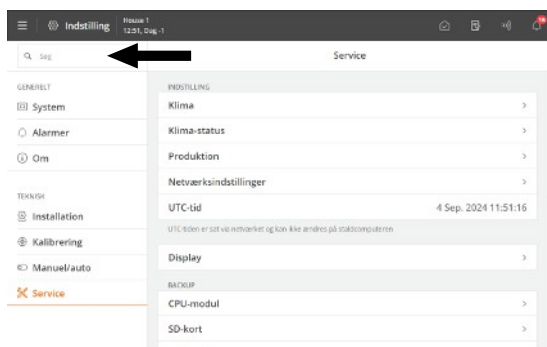 Indstilling
House 1
12:51, Dag -1
Søg
Service
GENERELT
System
Alarmer
Om
TEKNISK
Installation
Kalibrering
Manuel/auto
Service
INDSTILLING
Klima
Klima-status
Produktion
Netværksindstillinger
UTC-tid 4 Sep. 2024 11:51:16
UTC-tiden er sat via netværket og kan ikke ændres på staldcomputeren
Display
BACKUP
CPU-modul
SD-kort